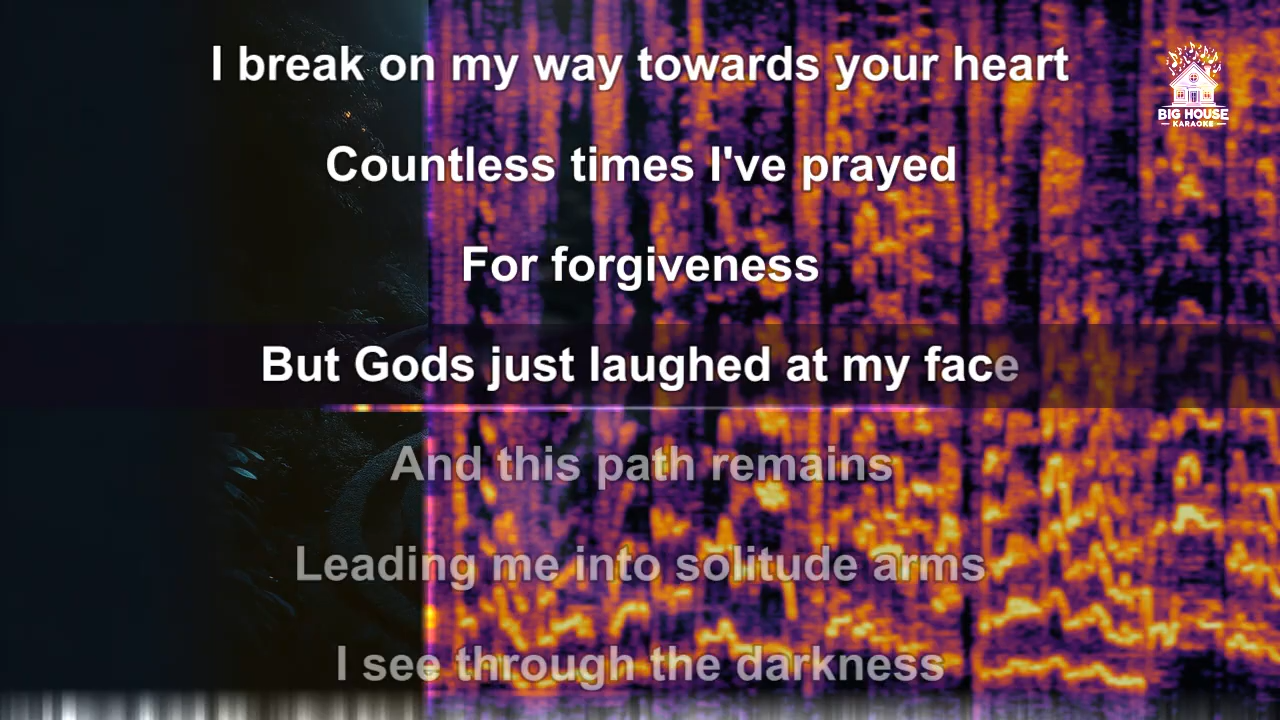 I break on my way towards your heart
BIG HOUSE
KARAOKE
Countless times I've prayed
For forgiveness
But Gods just laughed at my face
And this path remains
Leading me into solitude arms
I see through the darkness